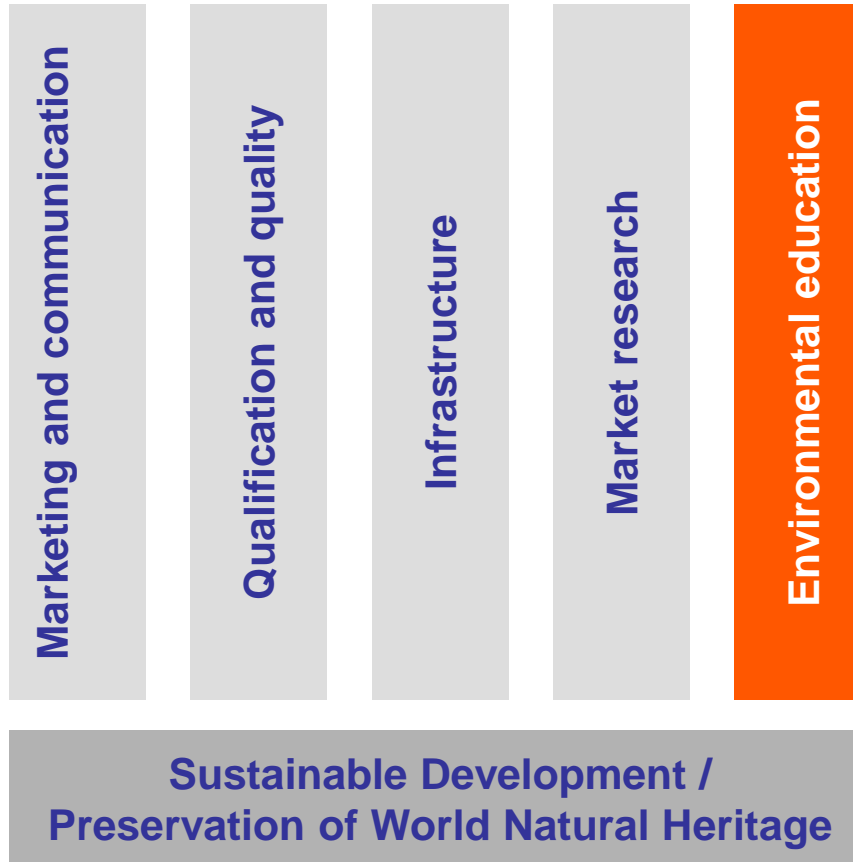 Marketing and communication
Qualification and quality
Infrastructure
Market research
Environmental education
Sustainable Development /
Preservation of World Natural Heritage